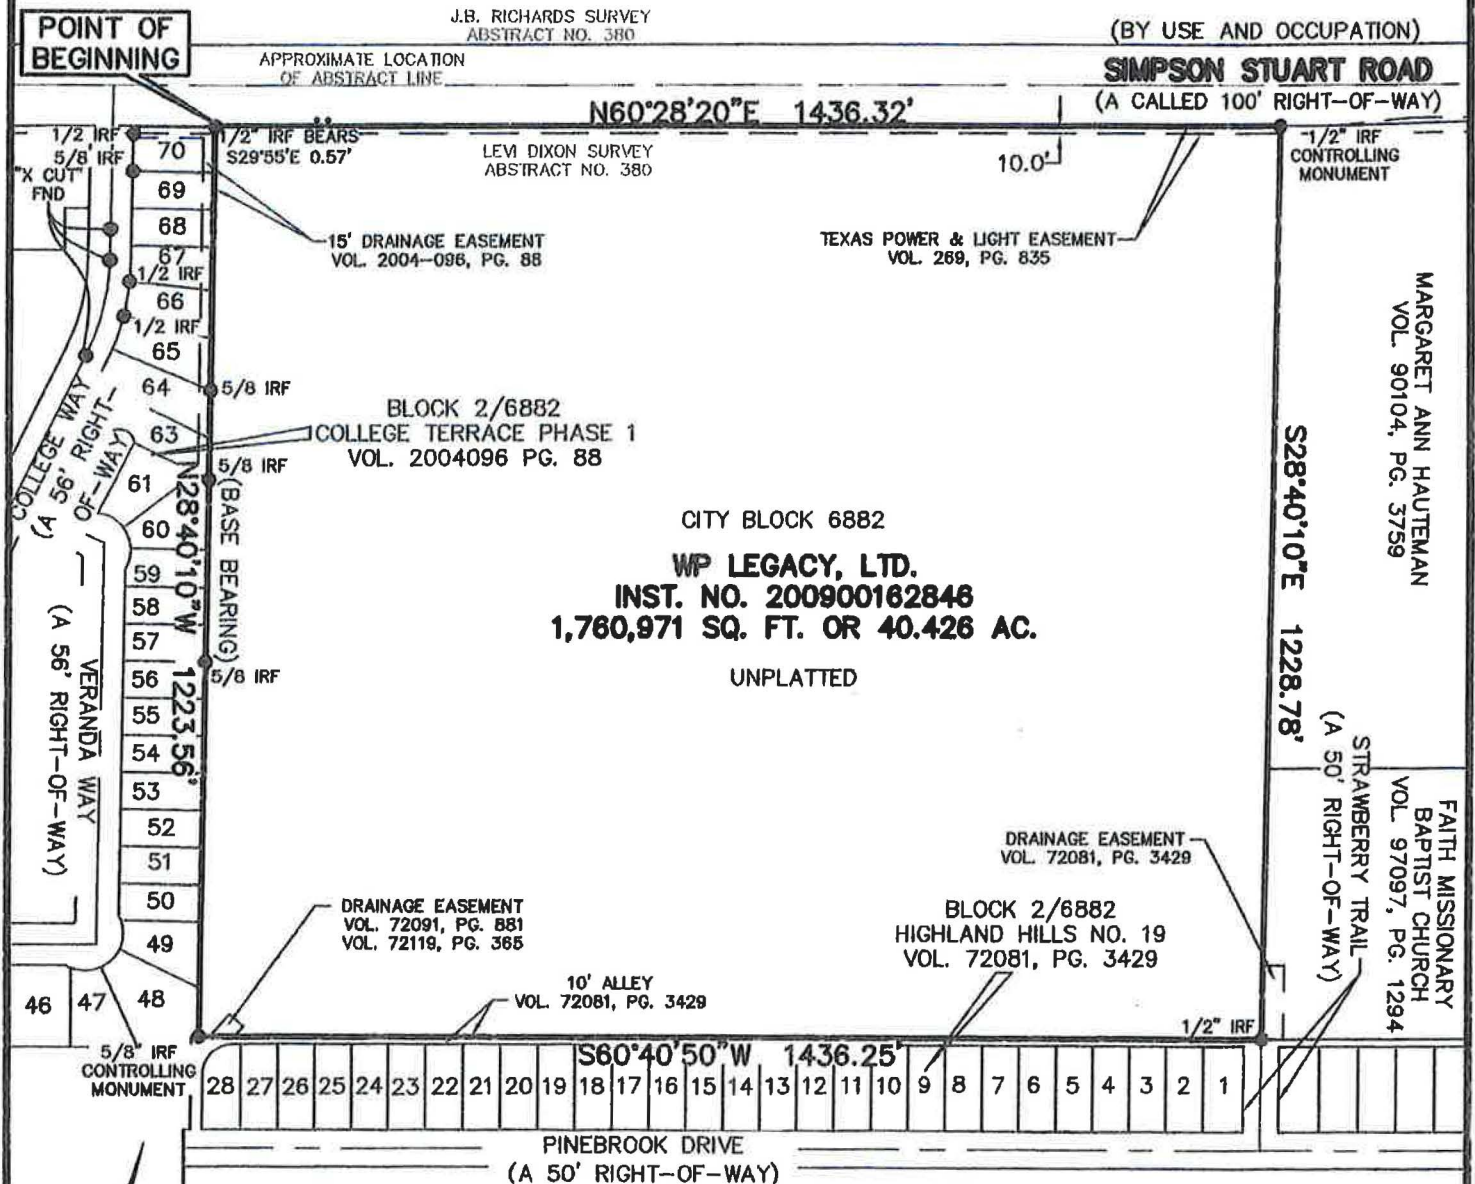 POINT OF
BEGINNING
J.B. RICHARDS SURVEY
ABSTRACT NO. 380
APPROXIMATE LOCATION
OF ABSTRACT LINE
(BY USE AND OCCUPATION)
SIMPSON STUART ROAD
(A CALLED 100' RIGHT-OF-WAY)
N60°28'20"E 1436.32'
1/2 IRF
5/8' IRF
"X CUT"
FND
1/2" IRF BEARS
S29°55'E 0.57'
LEVI DIXON SURVEY
ABSTRACT NO. 380
10.0'
1/2" IRF
CONTROLLING
MONUMENT
70
69
68
67
1/2 IRF
66
1/2 IRF
65
64
63
61
60
59
58
57
56
55
54
53
52
51
50
49
48
47
46
15' DRAINAGE EASEMENT
VOL. 2004-096, PG. 88
TEXAS POWER & LIGHT EASEMENT
VOL. 269, PG. 835
MARGARET ANN HAUTEMAN
VOL. 90104, PG. 3759
5/8 IRF
BLOCK 2/6882
COLLEGE TERRACE PHASE 1
VOL. 2004096 PG. 88
5/8 IRF
COLLEGE WAY
(A 56' RIGHT-
OF-WAY)
N28°40'10"W 1223.56'
(BASE BEARING)
5/8 IRF
S28°40'10"E 1228.78'
CITY BLOCK 6882
WP LEGACY, LTD.
INST. NO. 200900162846
1,760,971 SQ. FT. OR 40.426 AC.
UNPLATTED
VERANDA WAY
(A 56' RIGHT-OF-WAY)
STRAWBERRY TRAIL
(A 50' RIGHT-OF-WAY)
FAITH MISSIONARY
BAPTIST CHURCH
VOL. 97097, PG. 1294
DRAINAGE EASEMENT
VOL. 72081, PG. 3429
DRAINAGE EASEMENT
VOL. 72091, PG. 881
VOL. 72119, PG. 365
BLOCK 2/6882
HIGHLAND HILLS NO. 19
VOL. 72081, PG. 3429
10' ALLEY
VOL. 72081, PG. 3429
1/2" IRF
5/8" IRF
CONTROLLING
MONUMENT
S60°40'50"W 1436.25'
28 27 26 25 24 23 22 21 20 19 18 17 16 15 14 13 12 11 10 9 8 7 6 5 4 3 2 1
PINEBROOK DRIVE
(A 50' RIGHT-OF-WAY)